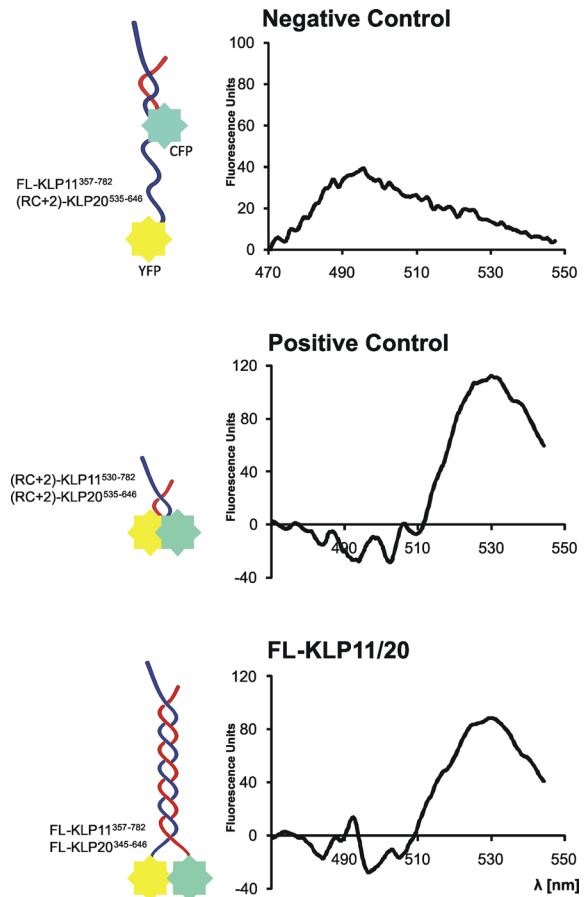 Negative Control
Fluorescence Units
100
80
60
40
20
0
470
490
510
530
550
CFP
FL-KLP11357-782
(RC+2)-KLP20535-646
YFP
Positive Control
Fluorescence Units
120
80
40
0
-40
490
510
530
550
(RC+2)-KLP11530-782
(RC+2)-KLP20535-646
FL-KLP11/20
Fluorescence Units
120
80
40
0
-40
490
510
530
550
λ [nm]
FL-KLP11357-782
FL-KLP20345-646